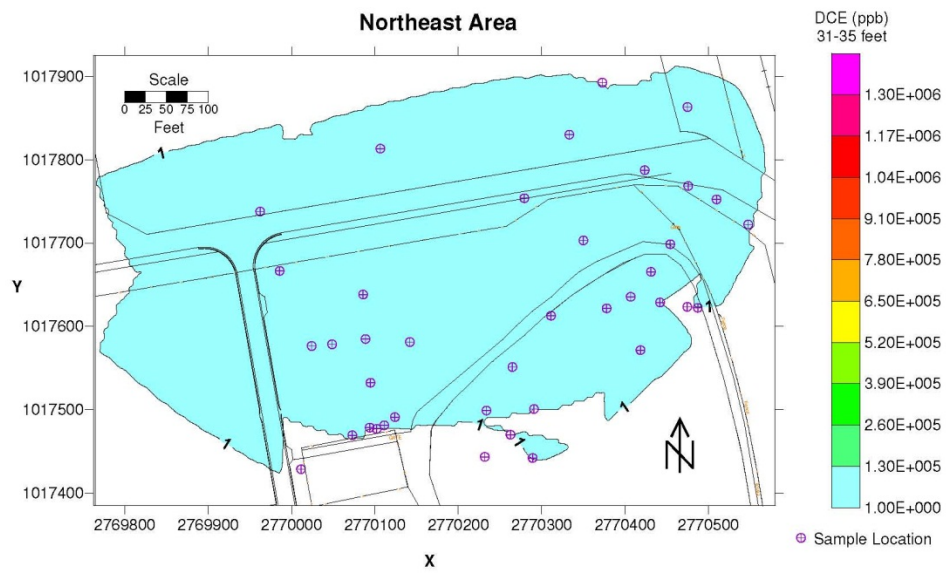 Northeast Area
DCE (ppb)
31-35 feet
1017900
1017800
1017700
1017600
1017500
1017400
Y
Scale
0 25 50 75 100
Feet
1
1
1
1
1
1
N
2769800 2769900 2770000 2770100 2770200 2770300 2770400 2770500
X
1.30E+006
1.17E+006
1.04E+006
9.10E+005
7.80E+005
6.50E+005
5.20E+005
3.90E+005
2.60E+005
1.30E+005
1.00E+000
Sample Location